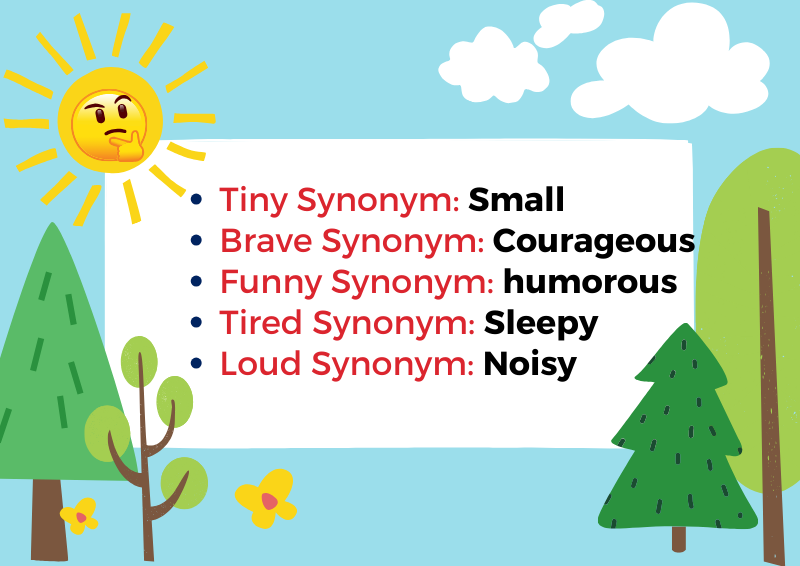 • Tiny Synonym: Small
• Brave Synonym: Courageous
• Funny Synonym: humorous
• Tired Synonym: Sleepy
• Loud Synonym: Noisy